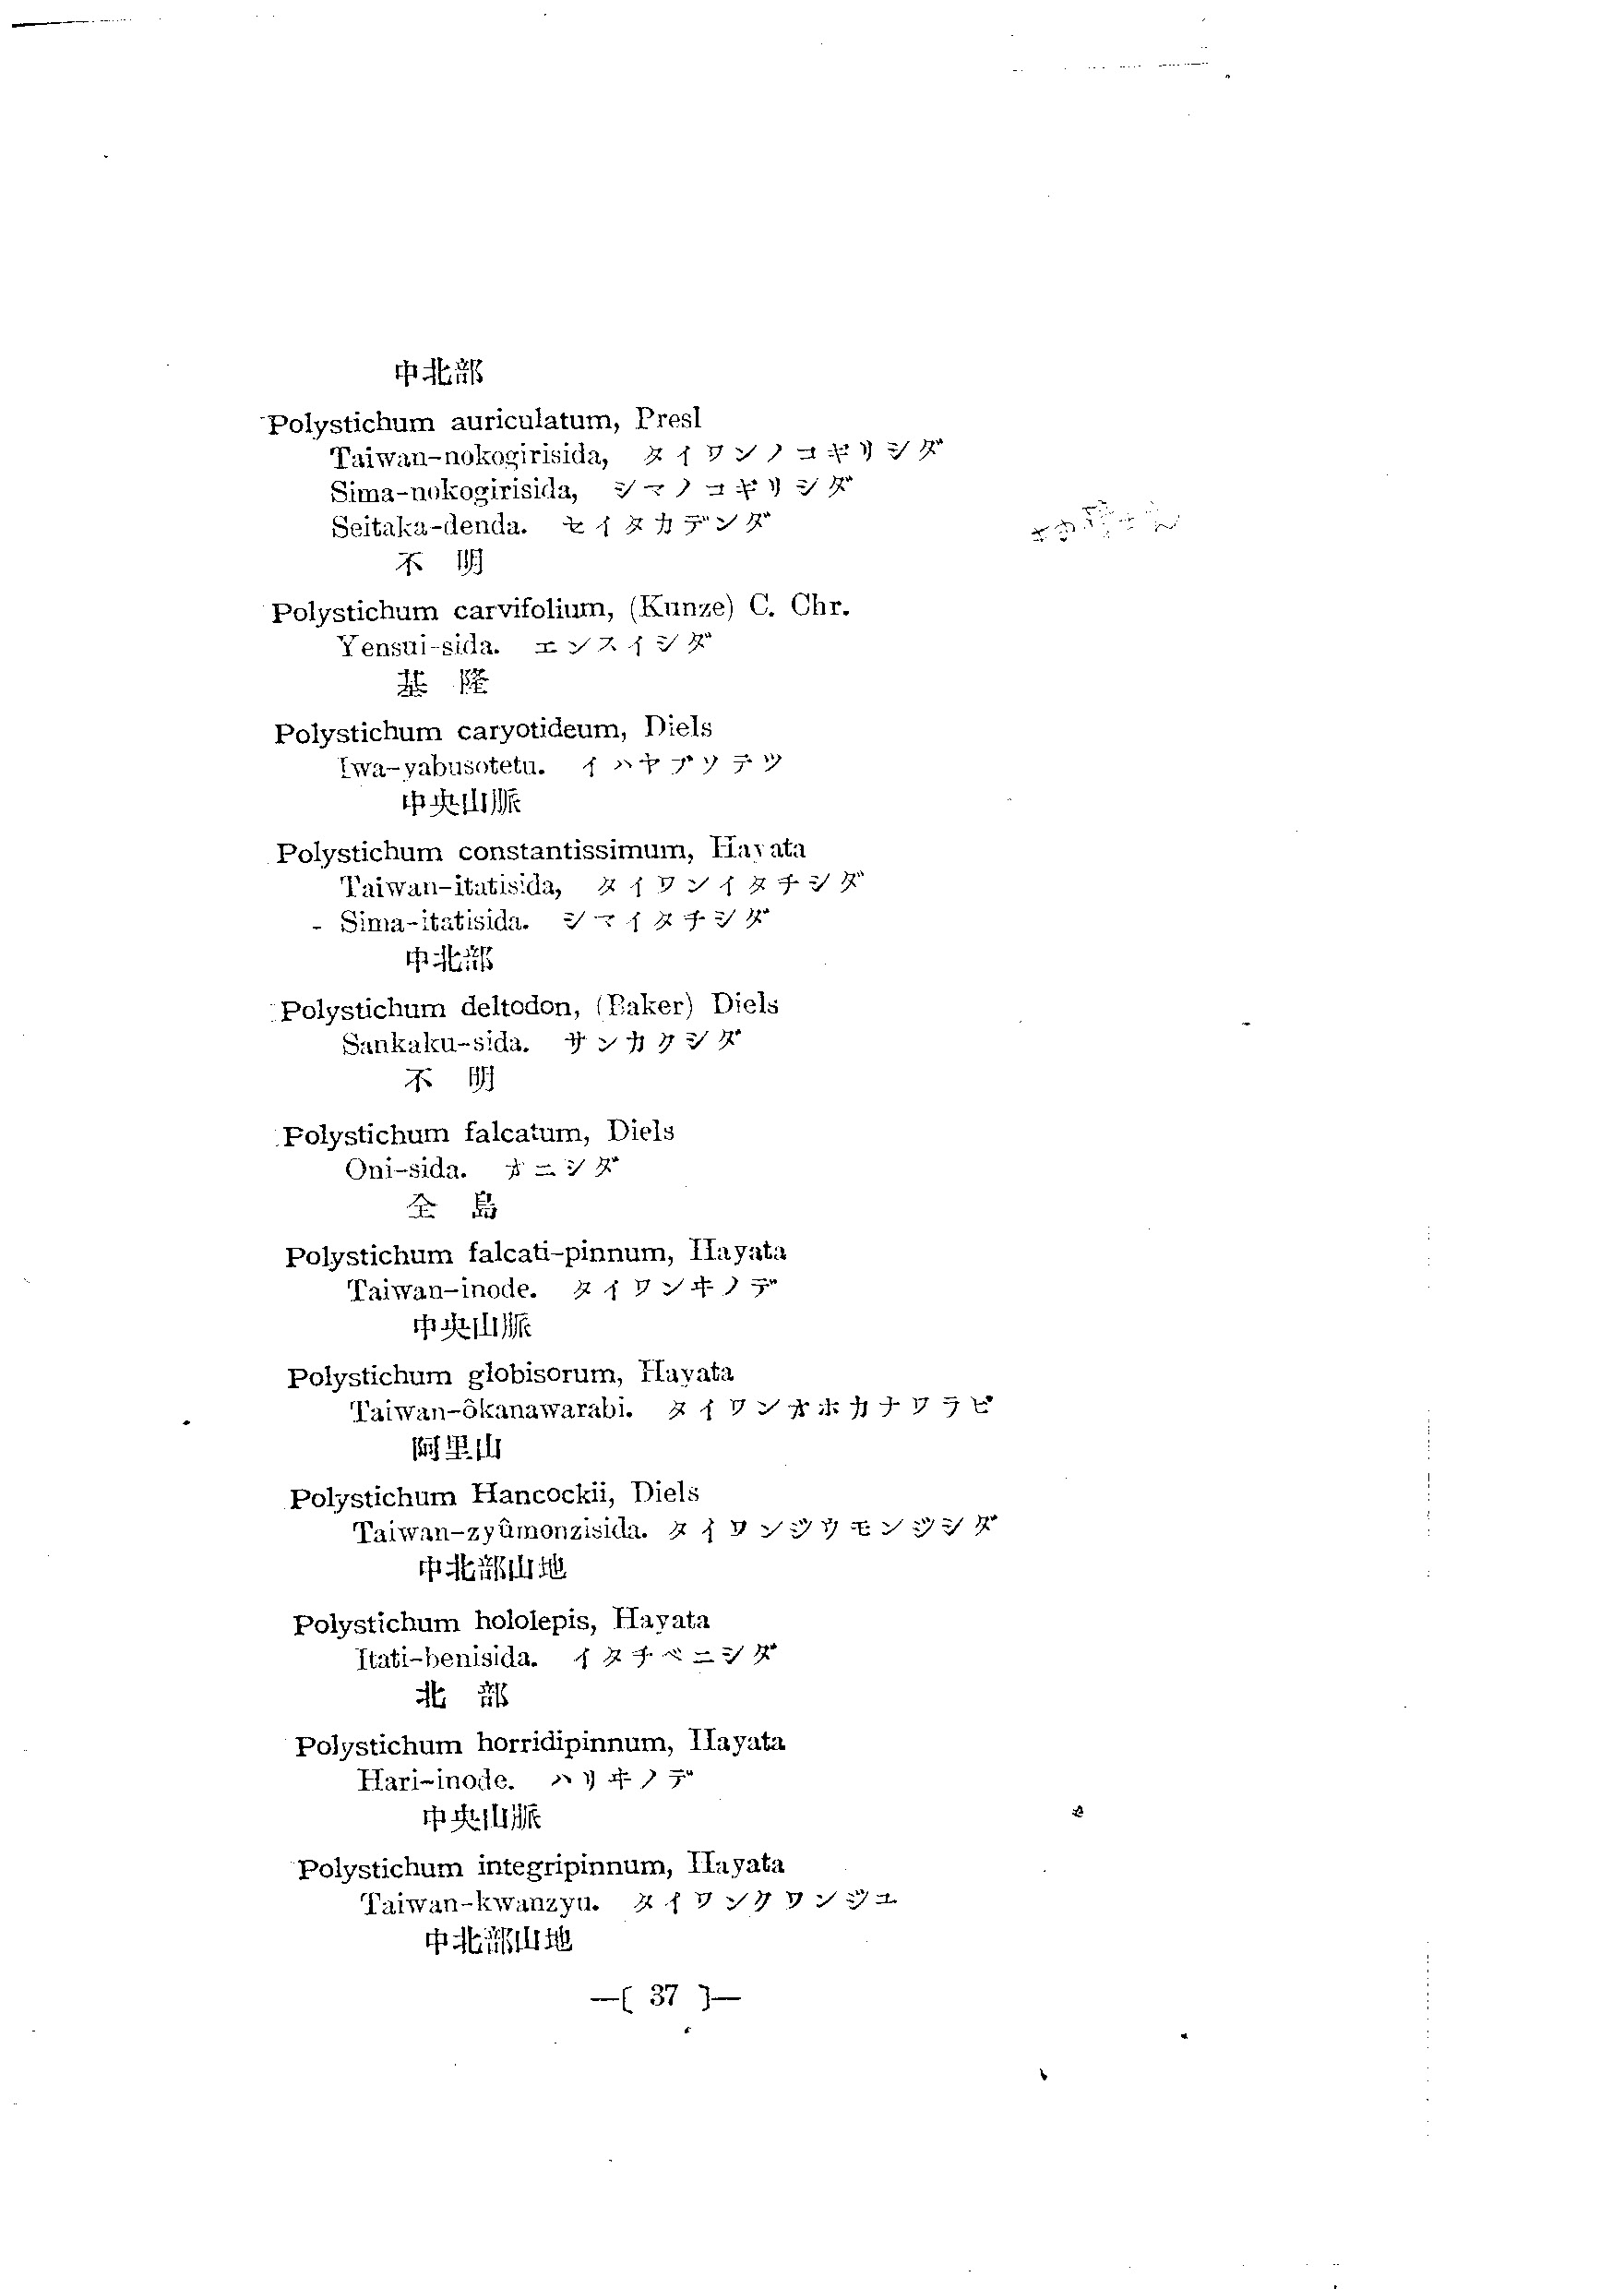 中北部
Polystichum auriculatum, Presl
Taiwan-nokogirisida, タイワンノコギリシダ
Sima-nokogirisida, シマノコギリシダ
Seitaka-denda. セイタカデンダ
不 明
Polystichum carvifolium, (Kunze) C. Chr.
Yensui-sida. エンスイシダ
基 隆
Polystichum caryotideum, Diels
Iwa-yabusotetu. イハヤブソテツ
中央山脈
Polystichum constantissimum, Hayata
Taiwan-itatisida, タイワンイタチシダ
Sima-itatisida. シマイタチシダ
中北部
Polystichum deltodon, (Baker) Diels
Sankaku-sida. サンカクシダ
不 明
Polystichum falcatum, Diels
Oni-sida. オニシダ
全 島
Polystichum falcati-pinnum, Hayata
Taiwan-inode. タイワンヰノデ
中央山脈
Polystichum globisorum, Hayata
Taiwan-ôkanawarabi. タイワンオホカナワラビ
阿里山
Polystichum Hancockii, Diels
Taiwan-zyûmonzisida. タイワンジウモンジシダ
中北部山地
Polystichum hololepis, Hayata
Itati-benisida. イタチベニシダ
北 部
Polystichum horridipinnum, Hayata
Hari-inode. ハリヰノデ
中央山脈
Polystichum integripinnum, Hayata
Taiwan-kwanzyu. タイワンクワンジュ
中北部山地
—[ 37 ]—